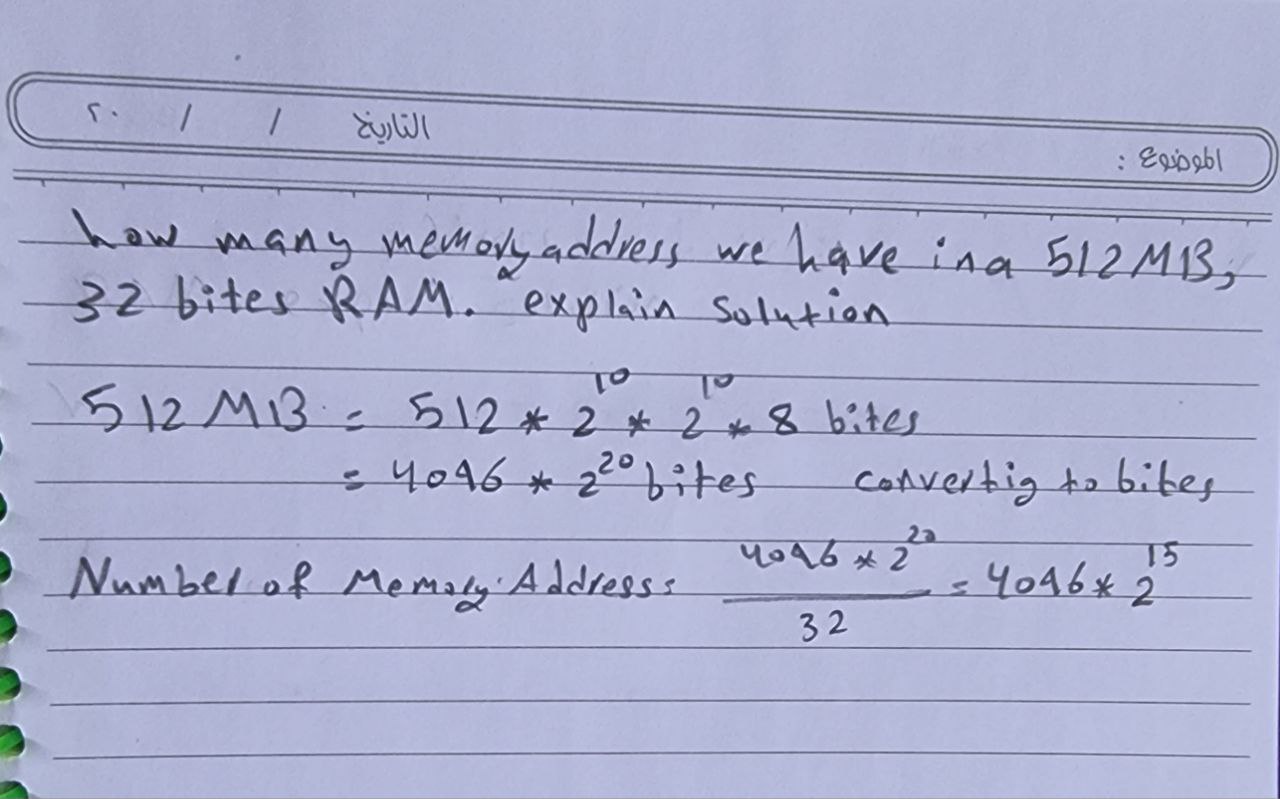 الموضوع :
التاريخ / / ٢٠
how many memory address we have in a 512 MB,
32 bites RAM. explain solution
512 MB = 512 * 2^10 * 2^10 * 8 bites
= 4096 * 2^20 bites convertig to bites
Number of Memory Address: (4096 * 2^20) / 32 = 4096 * 2^15